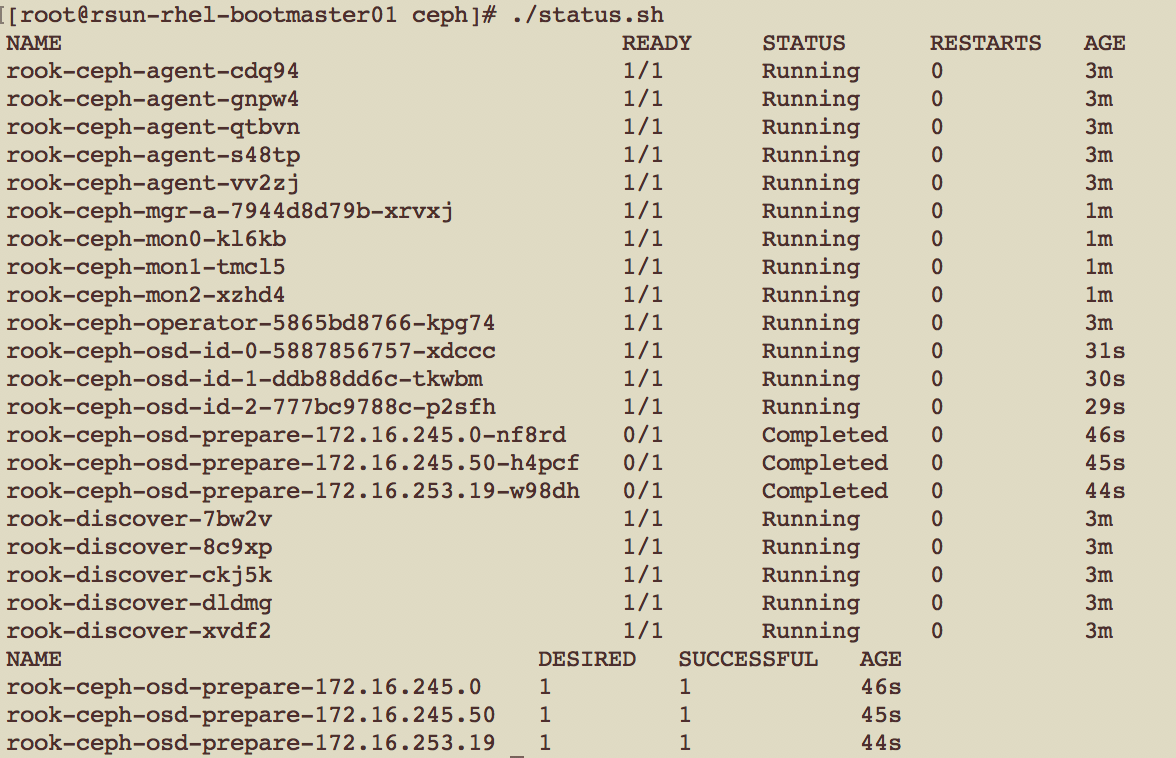 [[root@rsun-rhel-bootmaster01 ceph]# ./status.sh
NAME READY STATUS RESTARTS AGE
rook-ceph-agent-cdq94 1/1 Running 0 3m
rook-ceph-agent-gnpw4 1/1 Running 0 3m
rook-ceph-agent-qtbvn 1/1 Running 0 3m
rook-ceph-agent-s48tp 1/1 Running 0 3m
rook-ceph-agent-vv2zj 1/1 Running 0 3m
rook-ceph-mgr-a-7944d8d79b-xrvxj 1/1 Running 0 1m
rook-ceph-mon0-kl6kb 1/1 Running 0 1m
rook-ceph-mon1-tmcl5 1/1 Running 0 1m
rook-ceph-mon2-xzhd4 1/1 Running 0 1m
rook-ceph-operator-5865bd8766-kpg74 1/1 Running 0 3m
rook-ceph-osd-id-0-5887856757-xdccc 1/1 Running 0 31s
rook-ceph-osd-id-1-ddb88dd6c-tkwbm 1/1 Running 0 30s
rook-ceph-osd-id-2-777bc9788c-p2sfh 1/1 Running 0 29s
rook-ceph-osd-prepare-172.16.245.0-nf8rd 0/1 Completed 0 46s
rook-ceph-osd-prepare-172.16.245.50-h4pcf 0/1 Completed 0 45s
rook-ceph-osd-prepare-172.16.253.19-w98dh 0/1 Completed 0 44s
rook-discover-7bw2v 1/1 Running 0 3m
rook-discover-8c9xp 1/1 Running 0 3m
rook-discover-ckj5k 1/1 Running 0 3m
rook-discover-dldmg 1/1 Running 0 3m
rook-discover-xvdf2 1/1 Running 0 3m
NAME DESIRED SUCCESSFUL AGE
rook-ceph-osd-prepare-172.16.245.0 1 1 46s
rook-ceph-osd-prepare-172.16.245.50 1 1 45s
rook-ceph-osd-prepare-172.16.253.19 1 1 44s